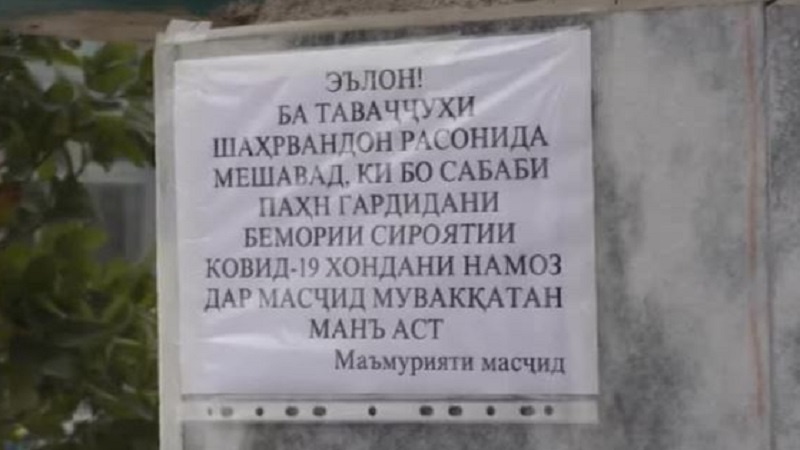 ЭЪЛОН!
БА ТАВАҶҶУҲИ
ШАҲРВАНДОН РАСОНИДА
МЕШАВАД, КИ БО САБАБИ
ПАҲН ГАРДИДАНИ
БЕМОРИИ СИРОЯТИИ
КОВИД-19 ХОНДАНИ НАМОЗ
ДАР МАСҶИД МУВАКҚАТАН
МАНЪ АСТ
Маъмурияти масҷид